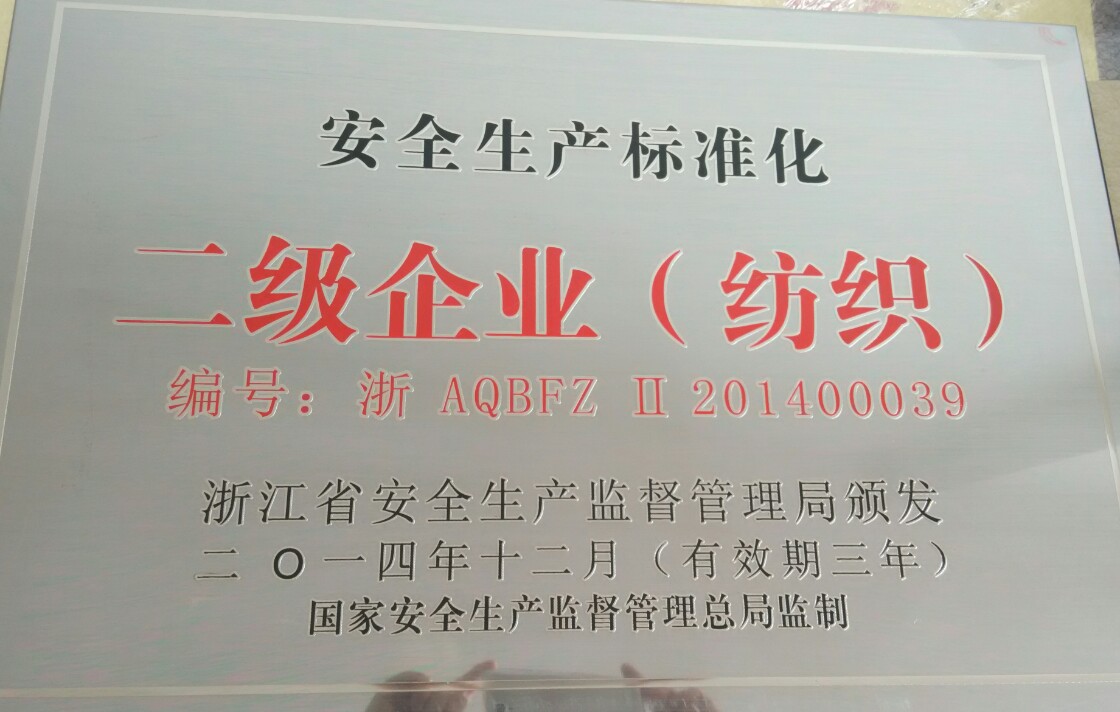 安全生产标准化
二级企业（纺织）
编号：浙 AQBFZ Ⅱ 201400039
浙江省安全生产监督管理局颁发
二 O一四年十二月（有效期三年）
国家安全生产监督管理总局监制